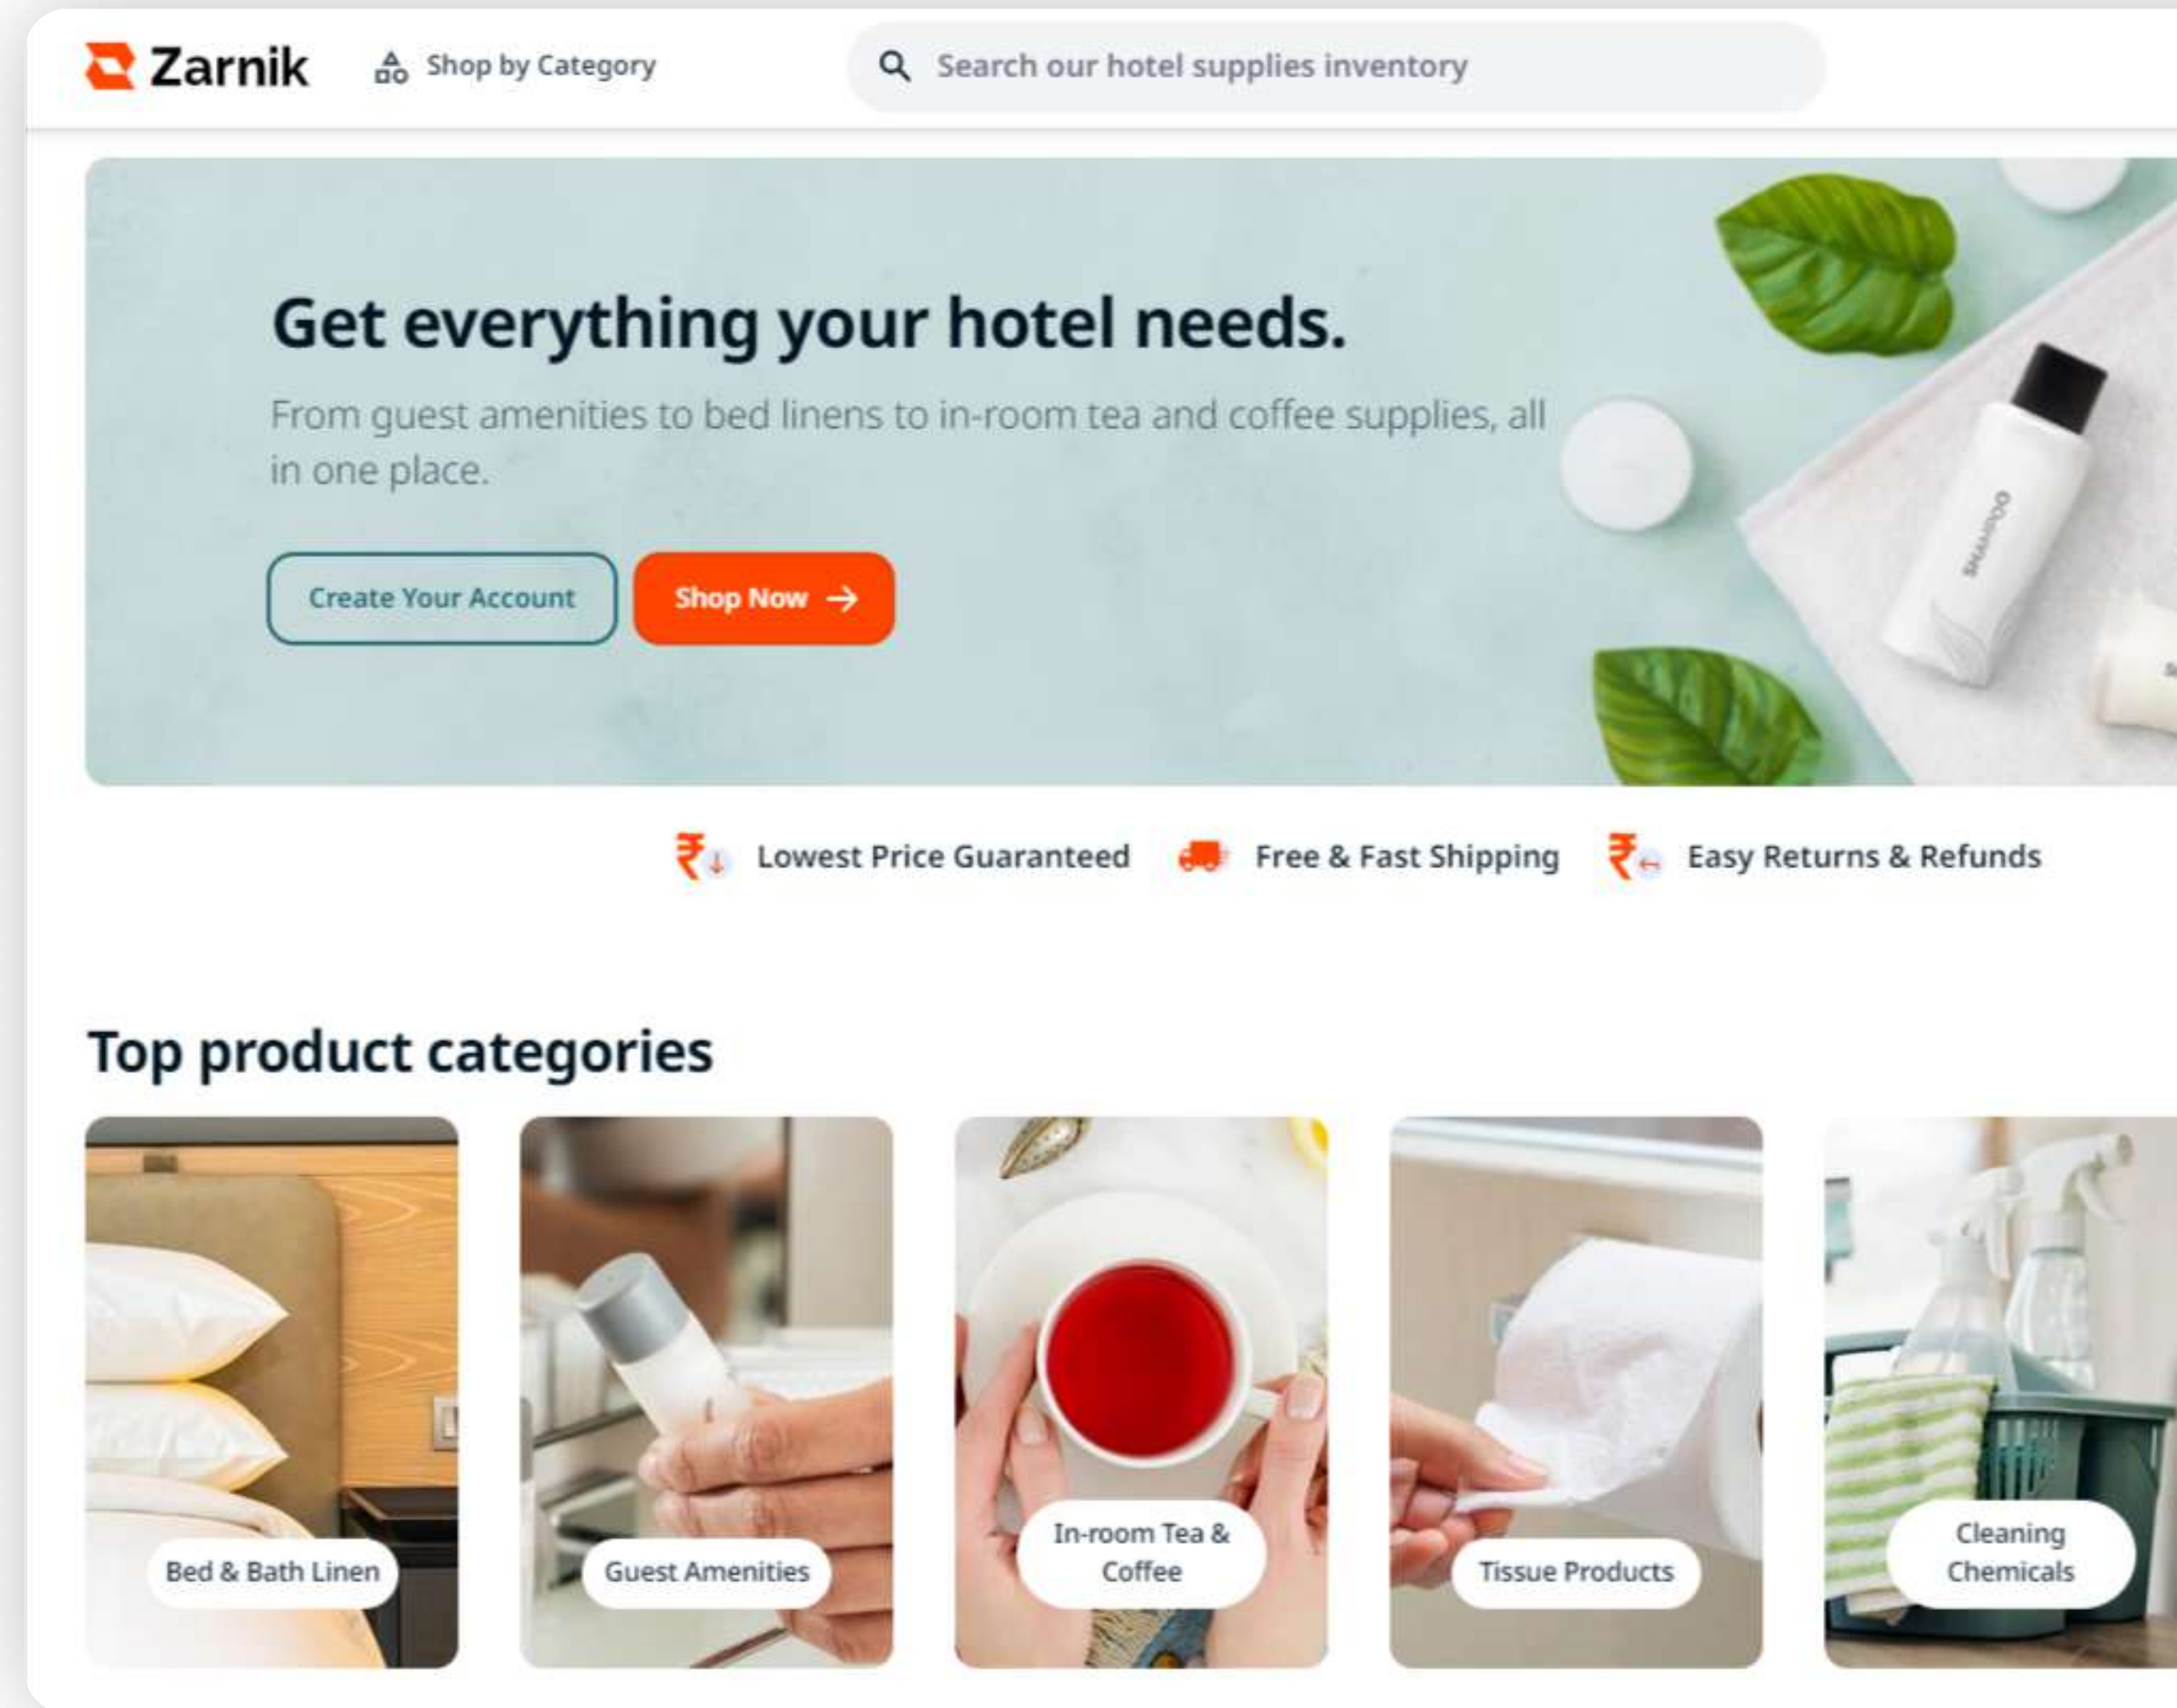 Zarnik
Shop by Category
Search our hotel supplies inventory
Get everything your hotel needs.
From guest amenities to bed linens to in-room tea and coffee supplies, all
in one place.
Create Your Account
Shop Now
SHAMPOO
₹ Lowest Price Guaranteed
Free & Fast Shipping
₹ Easy Returns & Refunds
Top product categories
Bed & Bath Linen
Guest Amenities
In-room Tea &
Coffee
Tissue Products
Cleaning
Chemicals